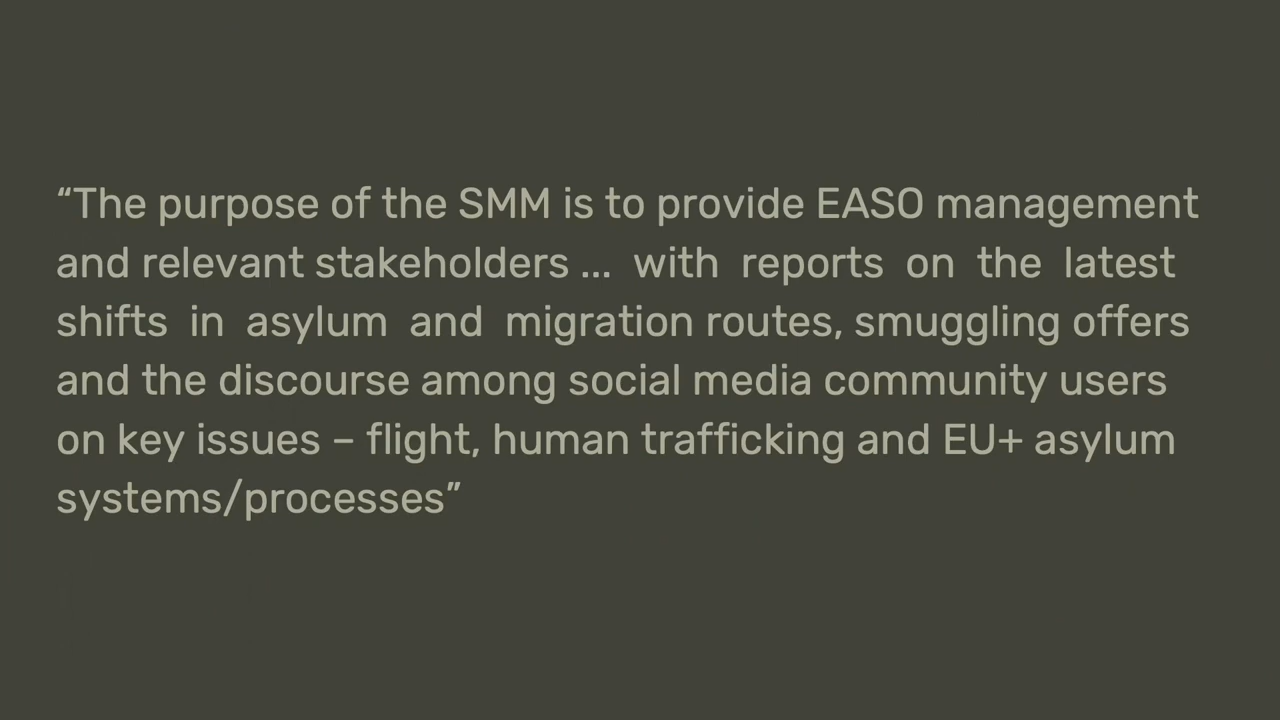 “The purpose of the SMM is to provide EASO management
and relevant stakeholders ... with reports on the latest
shifts in asylum and migration routes, smuggling offers
and the discourse among social media community users
on key issues – flight, human trafficking and EU+ asylum
systems/processes”